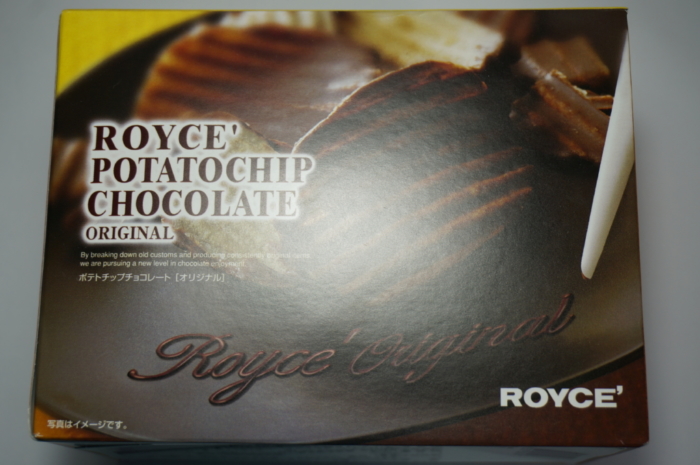 ROYCE'
POTATOCHIP
CHOCOLATE
ORIGINAL
By breaking down old customs and producing
we are pursuing a new level in chocolate enjoyment.
ポテトチップチョコレート [オリジナル]
Royce' Original
ROYCE'
写真はイメージです。